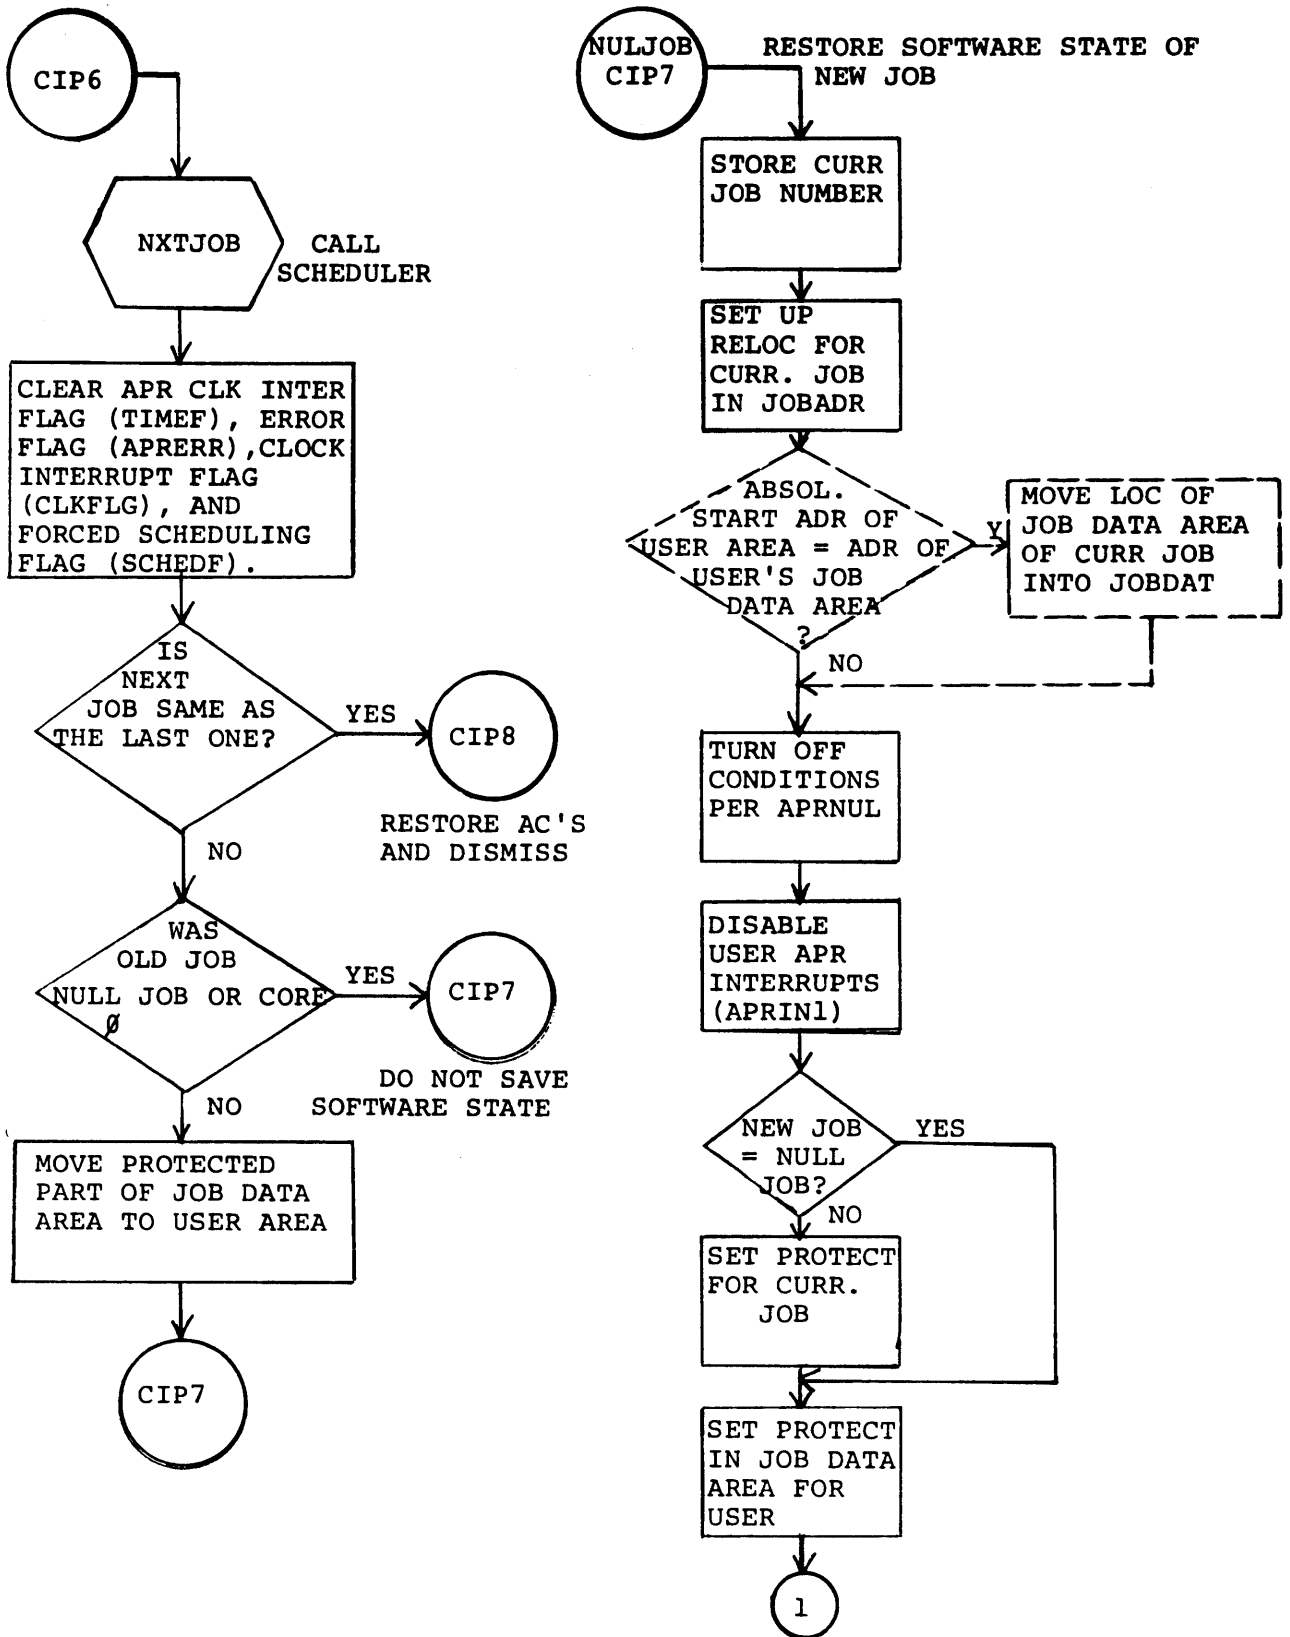 CIP6
NXTJOB
CALL
SCHEDULER
CLEAR APR CLK INTER
FLAG (TIMEF), ERROR
FLAG (APRERR),CLOCK
INTERRUPT FLAG
(CLKFLG), AND
FORCED SCHEDULING
FLAG (SCHEDF).
IS
NEXT
JOB SAME AS
THE LAST ONE?
YES
CIP8
RESTORE AC'S
AND DISMISS
NO
WAS
OLD JOB
NULL JOB OR CORE
Ø
YES
CIP7
DO NOT SAVE
SOFTWARE STATE
NO
MOVE PROTECTED
PART OF JOB DATA
AREA TO USER AREA
CIP7
NULJOB
CIP7
RESTORE SOFTWARE STATE OF
NEW JOB
STORE CURR
JOB NUMBER
SET UP
RELOC FOR
CURR. JOB
IN JOBADR
ABSOL.
START ADR OF
USER AREA = ADR OF
USER'S JOB
DATA AREA
?
Y
MOVE LOC OF
JOB DATA AREA
OF CURR JOB
INTO JOBDAT
NO
TURN OFF
CONDITIONS
PER APRNUL
DISABLE
USER APR
INTERRUPTS
(APRIN1)
NEW JOB
= NULL
JOB?
YES
NO
SET PROTECT
FOR CURR.
JOB
SET PROTECT
IN JOB DATA
AREA FOR
USER
1